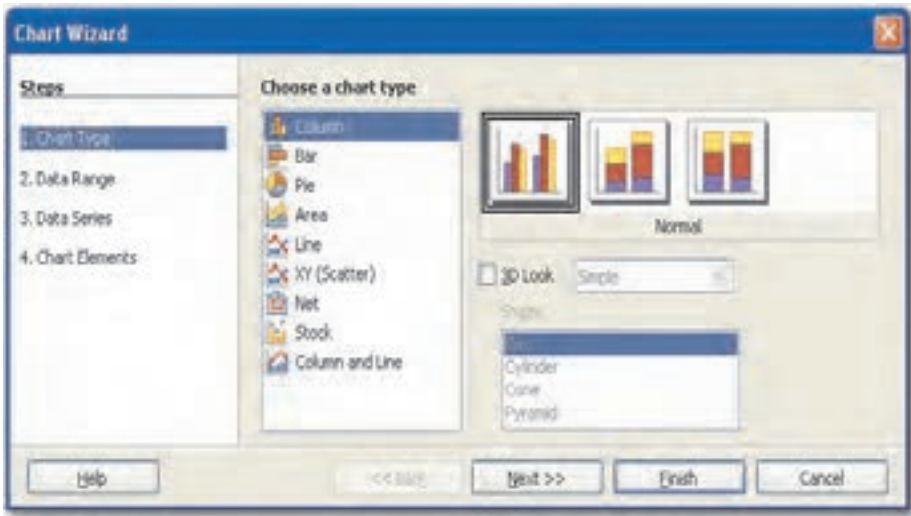 Chart Wizard
Steps
1. Chart Type
2. Data Range
3. Data Series
4. Chart Elements
Choose a chart type
Column
Bar
Pie
Area
Line
XY (Scatter)
Net
Stock
Column and Line
Normal
3D Look
Simple
Shape
Cylinder
Cone
Pyramid
Help
<< Back
Next >>
Finish
Cancel